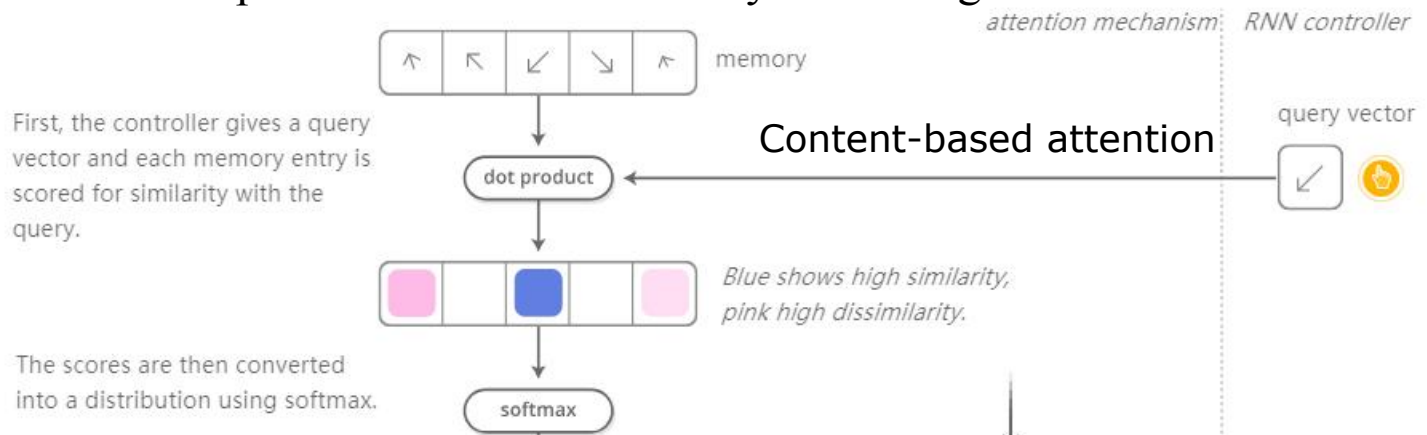 attention mechanism RNN controller
memory
First, the controller gives a query
vector and each memory entry is
scored for similarity with the
query.
query vector
Content-based attention
dot product
Blue shows high similarity,
pink high dissimilarity.
The scores are then converted
into a distribution using softmax.
softmax